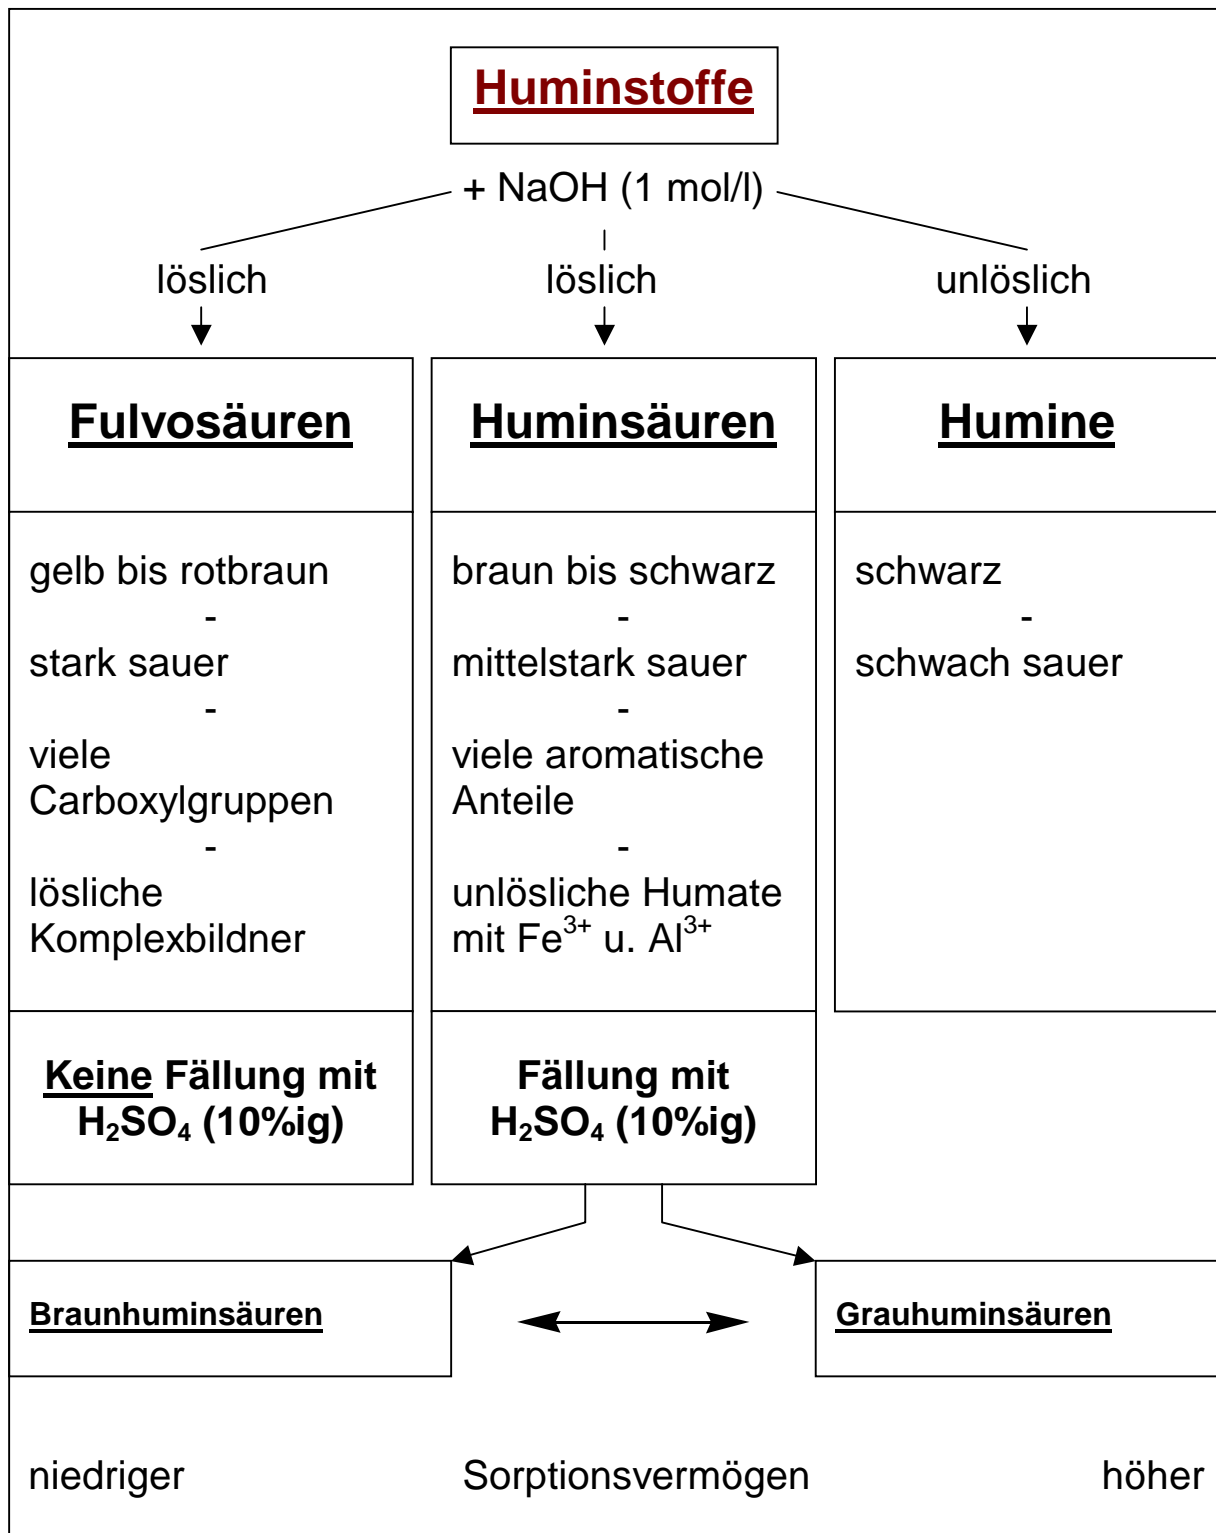 Huminstoffe
+ NaOH (1 mol/l)
löslich
löslich
unlöslich
Fulvosäuren
Huminsäuren
Humine
gelb bis rotbraun
-
stark sauer
-
viele
Carboxylgruppen
-
lösliche
Komplexbildner
braun bis schwarz
-
mittelstark sauer
-
viele aromatische
Anteile
-
unlösliche Humate
mit Fe³⁺ u. Al³⁺
schwarz
-
schwach sauer
Keine Fällung mit
H₂SO₄ (10%ig)
Fällung mit
H₂SO₄ (10%ig)
Braunhuminsäuren
Grauhuminsäuren
niedriger
Sorptionsvermögen
höher